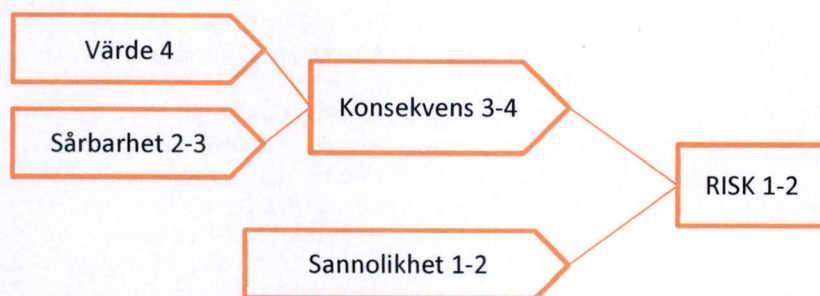 Värde 4
Sårbarhet 2-3
Konsekvens 3-4
Sannolikhet 1-2
RISK 1-2